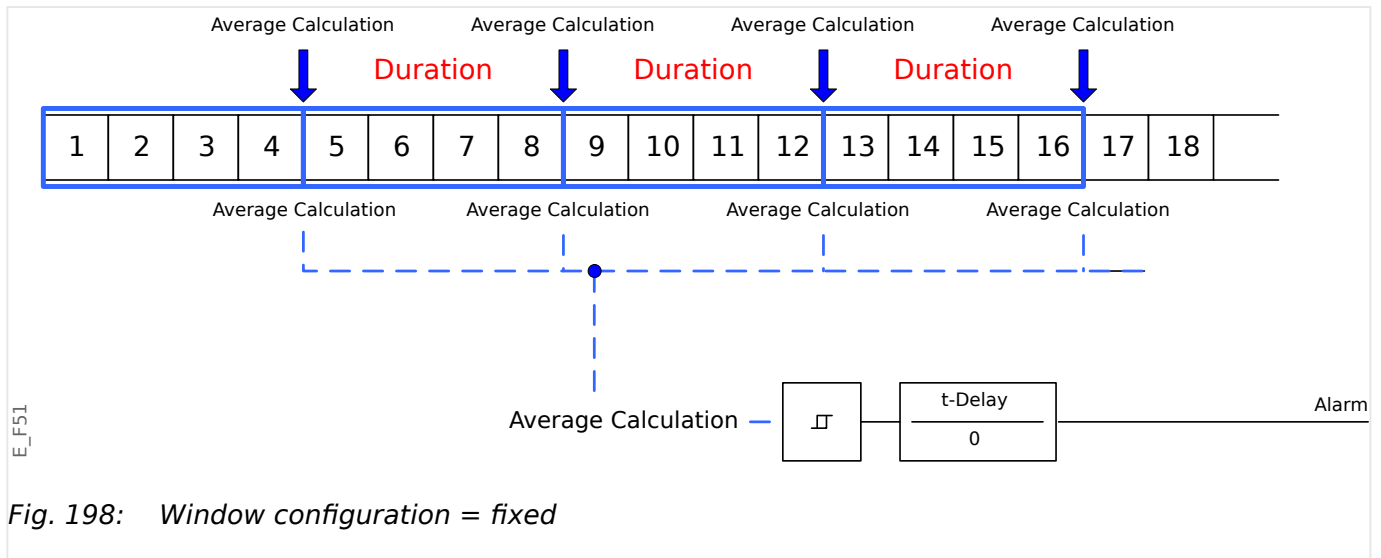 Average Calculation Average Calculation Average Calculation Average Calculation
Duration Duration Duration
1 2 3 4 5 6 7 8 9 10 11 12 13 14 15 16 17 18
Average Calculation Average Calculation Average Calculation Average Calculation
t-Delay
Alarm
Average Calculation
0
E_F51
Fig. 198: Window configuration = fixed